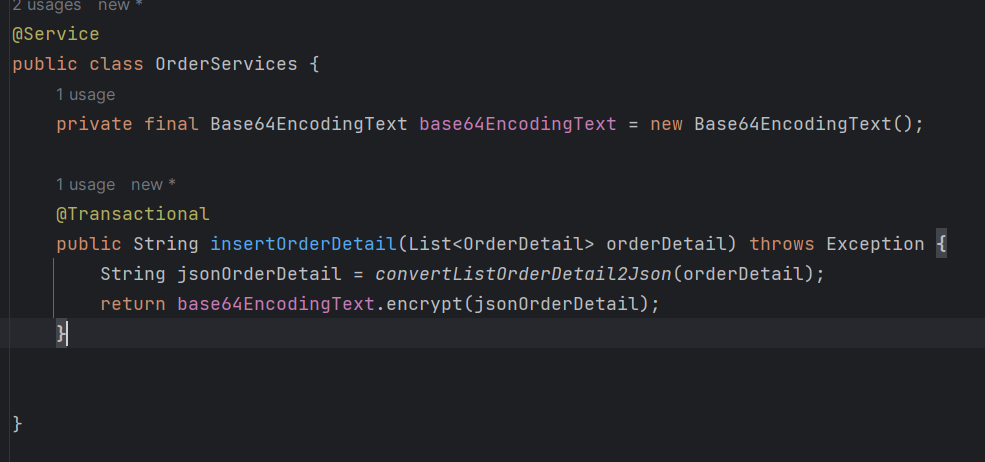 2 usages   new *
@Service
public class OrderServices {
    1 usage
    private final Base64EncodingText base64EncodingText = new Base64EncodingText();
    1 usage   new *
    @Transactional
    public String insertOrderDetail(List<OrderDetail> orderDetail) throws Exception {
        String jsonOrderDetail = convertListOrderDetail2Json(orderDetail);
        return base64EncodingText.encrypt(jsonOrderDetail);
    }
}